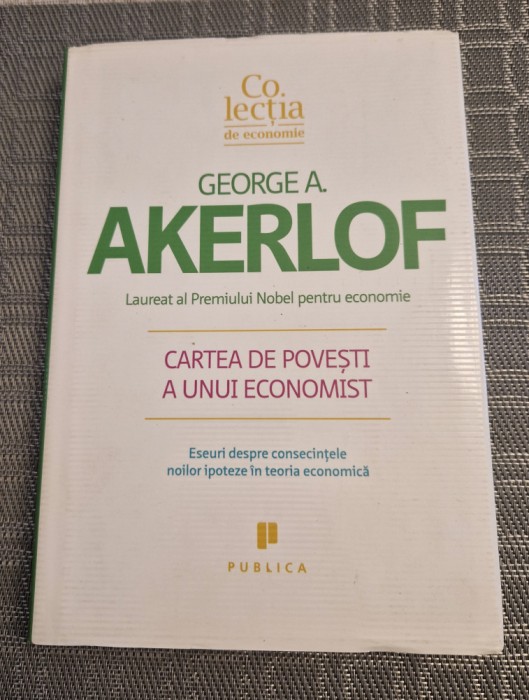 Co.
lecția
de economie
GEORGE A.
AKERLOF
Laureat al Premiului Nobel pentru economie
CARTEA DE POVEȘTI
A UNUI ECONOMIST
Eseuri despre consecințele
noilor ipoteze în teoria economică
PUBLICA